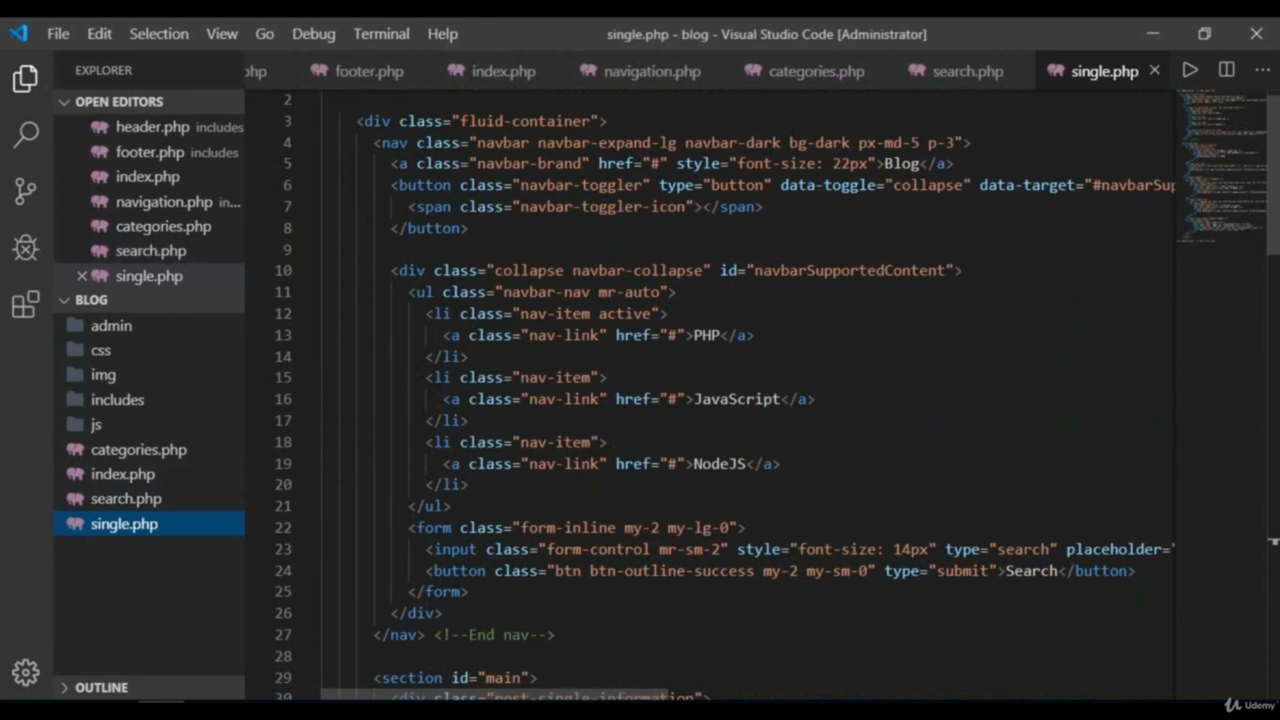 File Edit Selection View Go Debug Terminal Help single.php - blog - Visual Studio Code [Administrator]
EXPLORER
php footer.php index.php navigation.php categories.php search.php single.php
OPEN EDITORS
header.php includes
footer.php includes
index.php
navigation.php in...
categories.php
search.php
single.php
BLOG
admin
css
img
includes
js
categories.php
index.php
search.php
single.php
OUTLINE
2
3 <div class="fluid-container">
4 <nav class="navbar navbar-expand-lg navbar-dark bg-dark px-md-5 p-3">
5 <a class="navbar-brand" href="#" style="font-size: 22px">Blog</a>
6 <button class="navbar-toggler" type="button" data-toggle="collapse" data-target="#navbarSup
7 <span class="navbar-toggler-icon"></span>
8 </button>
9
10 <div class="collapse navbar-collapse" id="navbarSupportedContent">
11 <ul class="navbar-nav mr-auto">
12 <li class="nav-item active">
13 <a class="nav-link" href="#">PHP</a>
14 </li>
15 <li class="nav-item">
16 <a class="nav-link" href="#">JavaScript</a>
17 </li>
18 <li class="nav-item">
19 <a class="nav-link" href="#">NodeJS</a>
20 </li>
21 </ul>
22 <form class="form-inline my-2 my-lg-0">
23 <input class="form-control mr-sm-2" style="font-size: 14px" type="search" placeholder="
24 <button class="btn btn-outline-success my-2 my-sm-0" type="submit">Search</button>
25 </form>
26 </div>
27 </nav> <!--End nav-->
28
29 <section id="main">
30 <div class="post-single-information">
Udemy